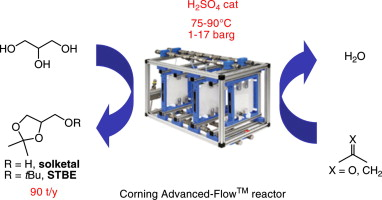 H₂SO₄ cat
75-90°C
1-17 barg
HO
OH
OH
H₂O
O
OR
O
R = H, solketal
R = tBu, STBE
90 t/y
X
X = O, CH₂
Corning Advanced-Flow™ reactor